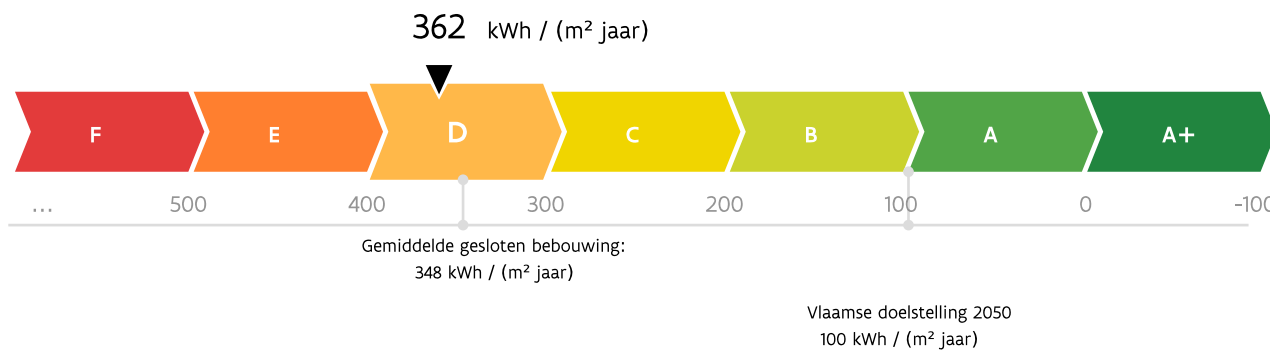 362 kWh / (m² jaar)
F E D C B A A+
... 500 400 300 200 100 0 -100
Gemiddelde gesloten bebouwing:
348 kWh / (m² jaar)
Vlaamse doelstelling 2050
100 kWh / (m² jaar)